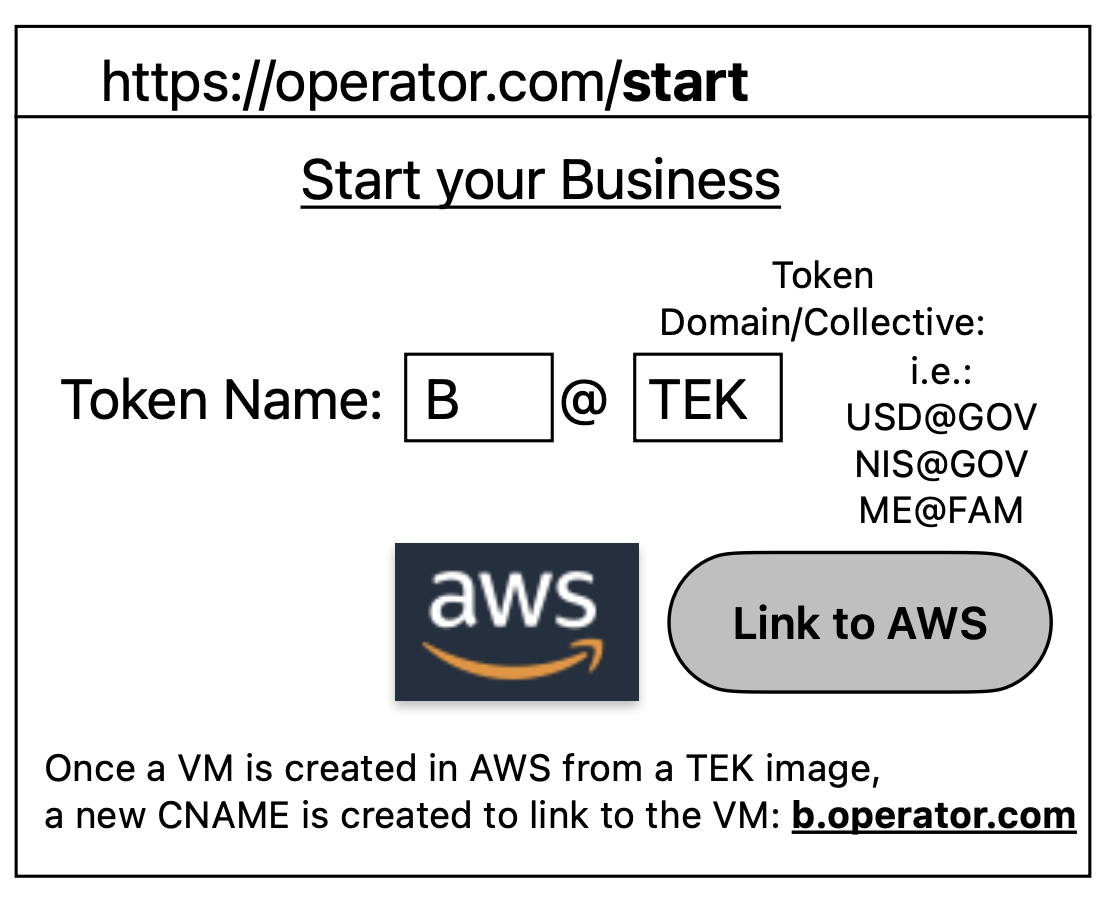 https://operator.com/start
Start your Business
Token
Domain/Collective:
i.e.:
USD@GOV
NIS@GOV
ME@FAM
Token Name: B @ TEK
aws
Link to AWS
Once a VM is created in AWS from a TEK image,
a new CNAME is created to link to the VM: b.operator.com